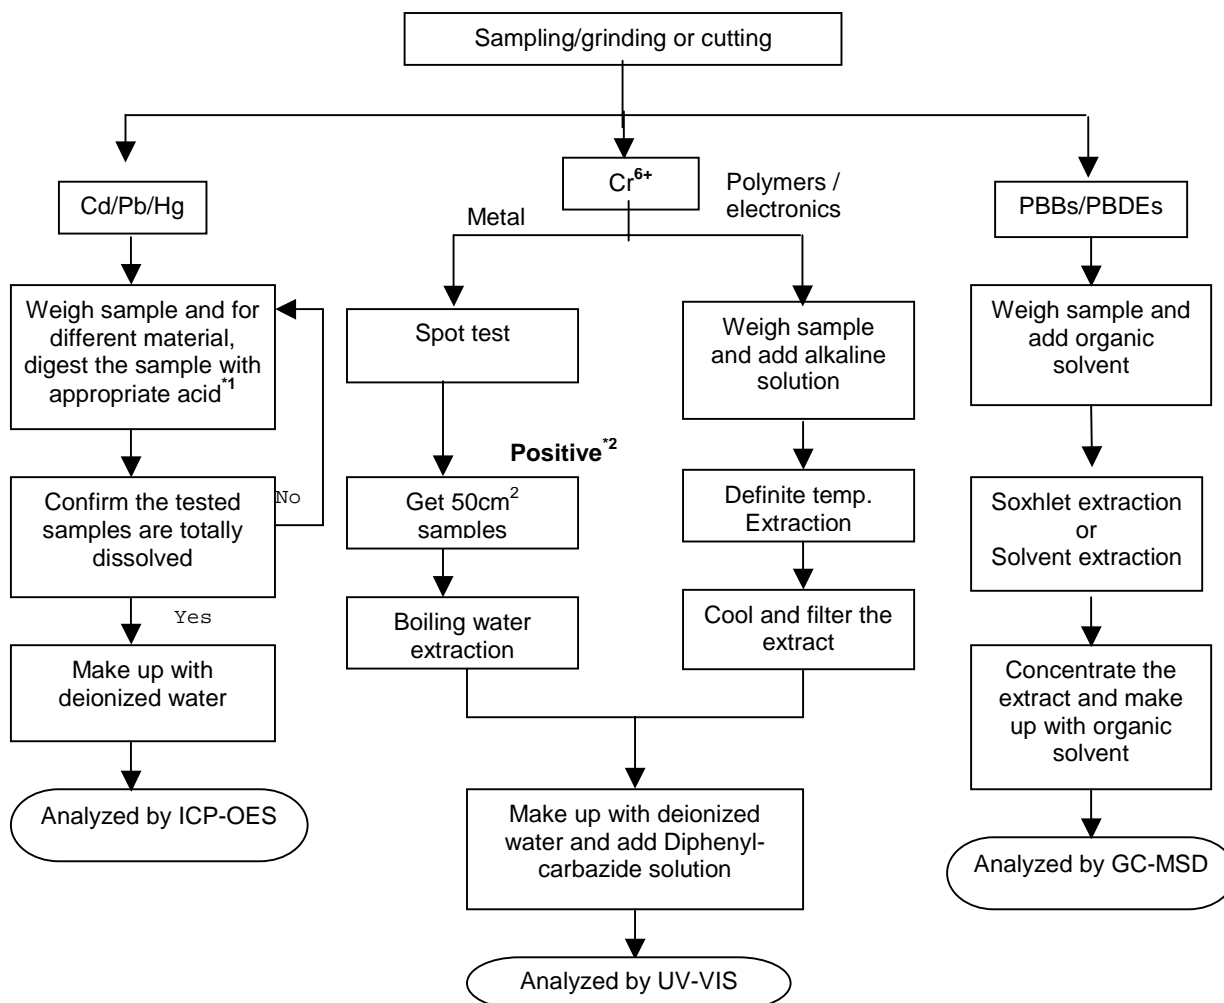 Sampling/grinding or cutting
Cd/Pb/Hg
Weigh sample and for
different material,
digest the sample with
appropriate acid*1
Confirm the tested
samples are totally
dissolved
No
Yes
Make up with
deionized water
Analyzed by ICP-OES
Cr6+
Metal
Spot test
Positive*2
Get 50cm2
samples
Boiling water
extraction
Polymers /
electronics
Weigh sample
and add alkaline
solution
Definite temp.
Extraction
Cool and filter the
extract
Make up with deionized
water and add Diphenyl-
carbazide solution
Analyzed by UV-VIS
PBBs/PBDEs
Weigh sample and
add organic
solvent
Soxhlet extraction
or
Solvent extraction
Concentrate the
extract and make
up with organic
solvent
Analyzed by GC-MSD